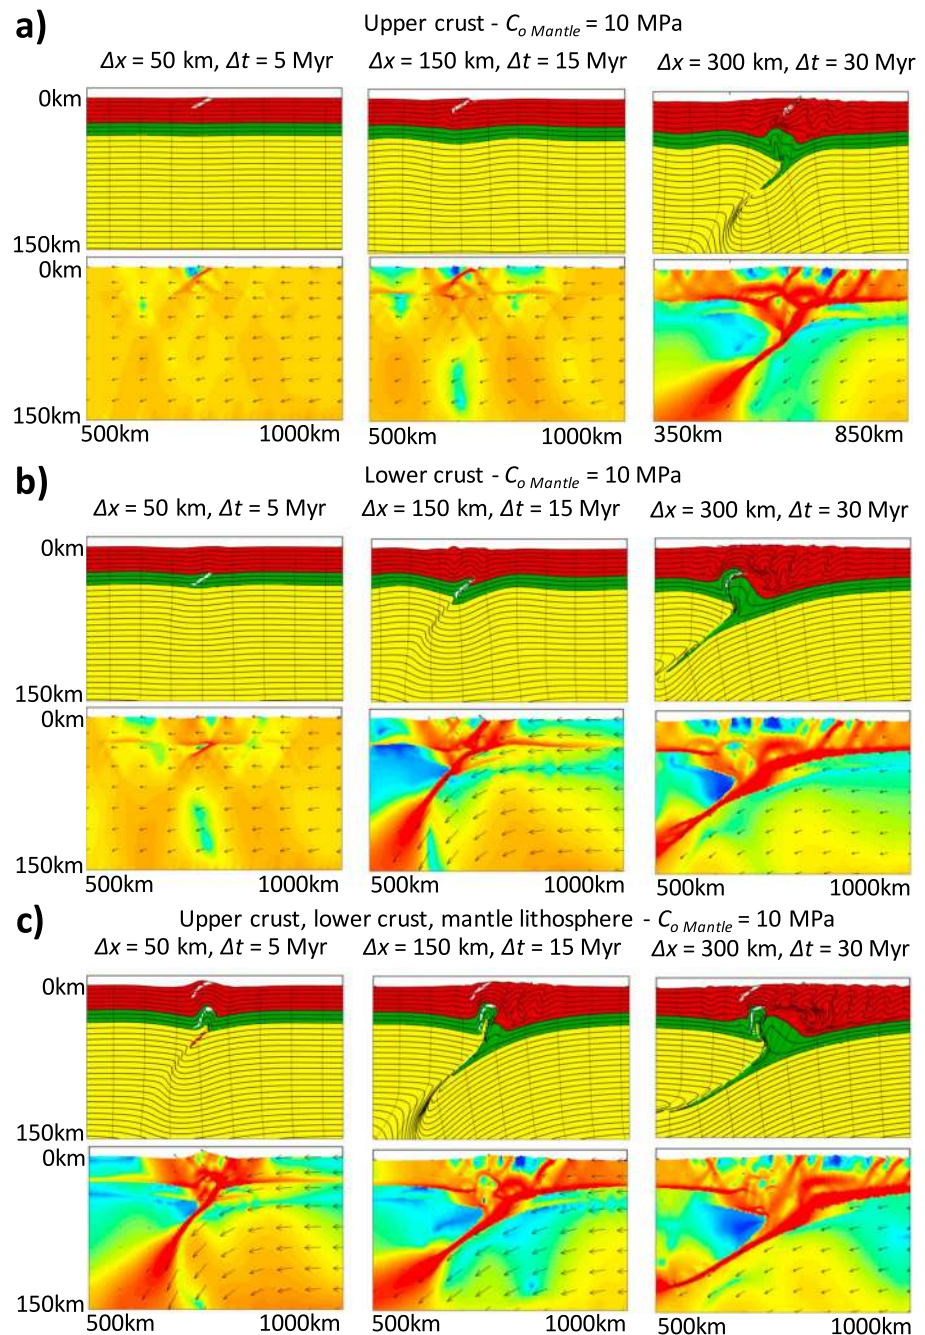 a)
Upper crust - Co Mantle = 10 MPa
Δx = 50 km, Δt = 5 Myr
Δx = 150 km, Δt = 15 Myr
Δx = 300 km, Δt = 30 Myr
0km
150km
0km
150km
500km 1000km
500km 1000km
350km 850km
b)
Lower crust - Co Mantle = 10 MPa
Δx = 50 km, Δt = 5 Myr
Δx = 150 km, Δt = 15 Myr
Δx = 300 km, Δt = 30 Myr
0km
150km
0km
150km
500km 1000km
500km 1000km
500km 1000km
c)
Upper crust, lower crust, mantle lithosphere - Co Mantle = 10 MPa
Δx = 50 km, Δt = 5 Myr
Δx = 150 km, Δt = 15 Myr
Δx = 300 km, Δt = 30 Myr
0km
150km
0km
150km
500km 1000km
500km 1000km
500km 1000km